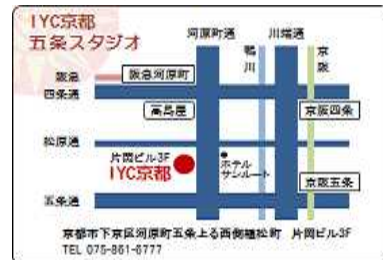 IYC京都
五条スタジオ
河原町通
川端通
鴨川
京阪
阪急
阪急河原町
四条通
高島屋
京阪四条
松原通
片岡ビル3F
IYC京都
ホテル
サンルート
京阪五条
五条通
京都市下京区河原町五条上る西側植松町 片岡ビル3F
TEL 075-861-6777